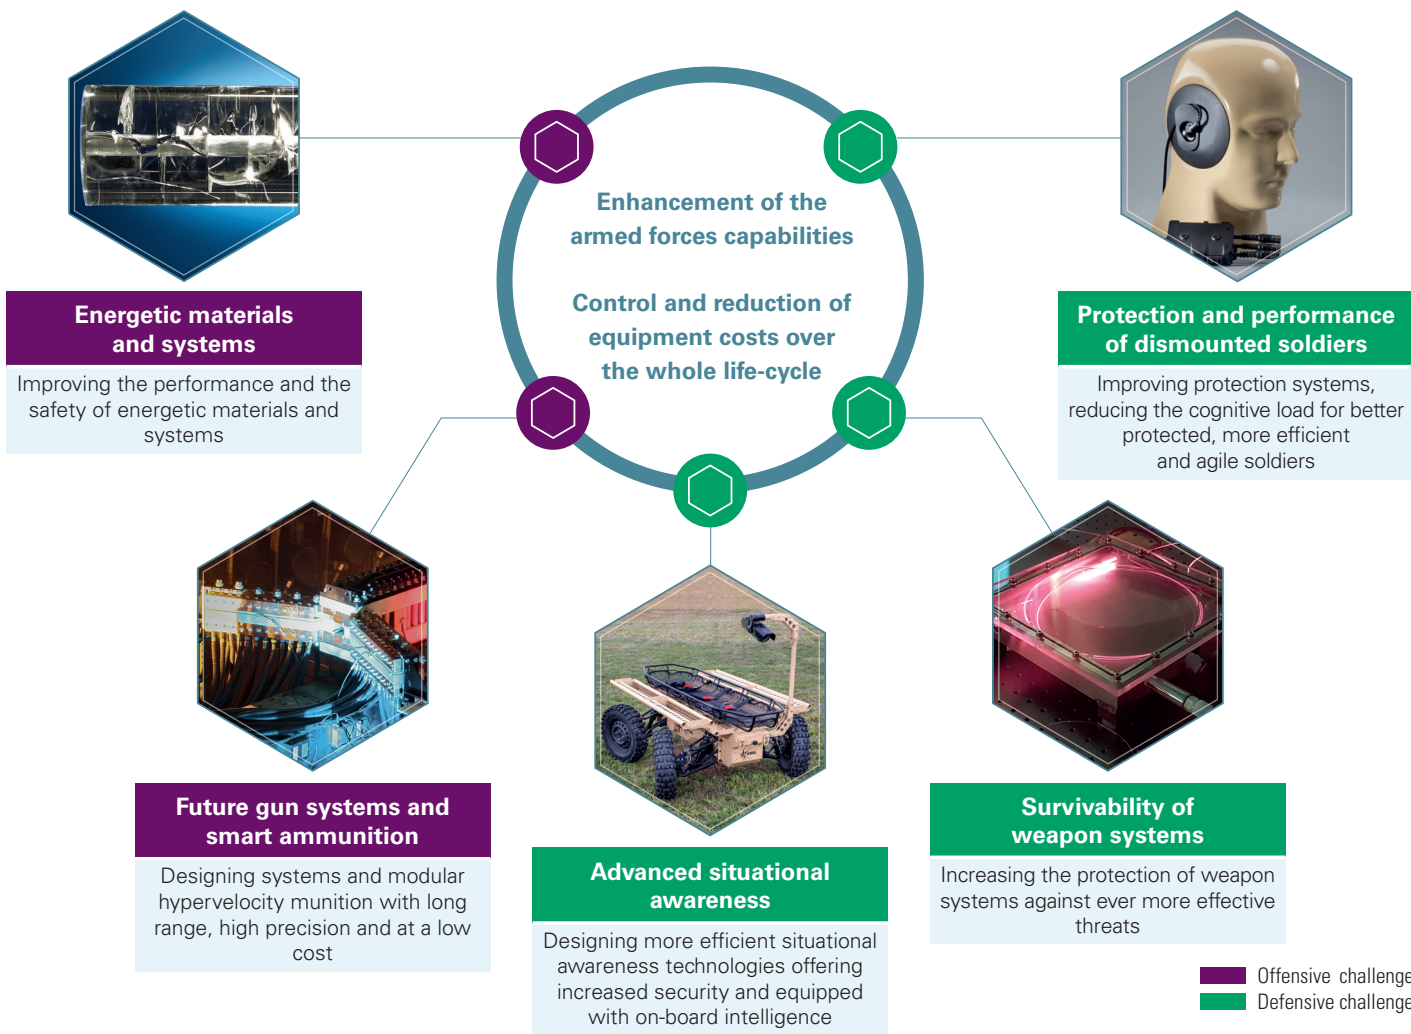 Enhancement of the
armed forces capabilities
Control and reduction of
equipment costs over
the whole life-cycle
Energetic materials
and systems
Improving the performance and the
safety of energetic materials and
systems
Protection and performance
of dismounted soldiers
Improving protection systems,
reducing the cognitive load for better
protected, more efficient
and agile soldiers
Future gun systems and
smart ammunition
Designing systems and modular
hypervelocity munition with long
range, high precision and at a low
cost
Advanced situational
awareness
Designing more efficient situational
awareness technologies offering
increased security and equipped
with on-board intelligence
Survivability of
weapon systems
Increasing the protection of weapon
systems against ever more effective
threats
Offensive challenge
Defensive challenge